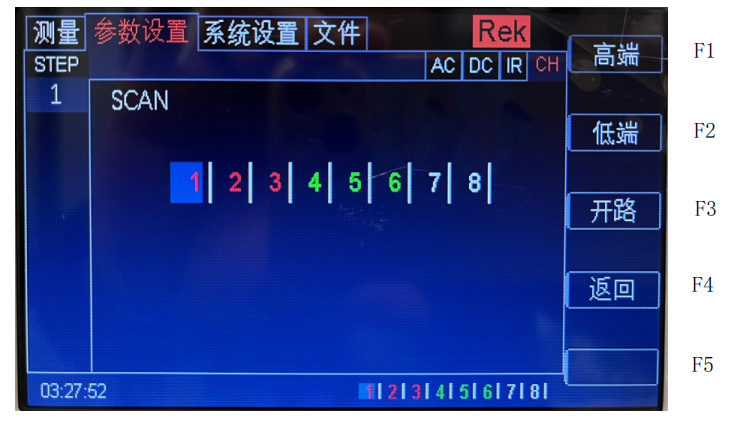 测量 参数设置 系统设置 文件 Rek
高端 F1
STEP AC DC IR CH
1 SCAN
低端 F2
1 2 3 4 5 6 7 8
开路 F3
返回 F4
F5
03:27:52 1 2 3 4 5 6 7 8